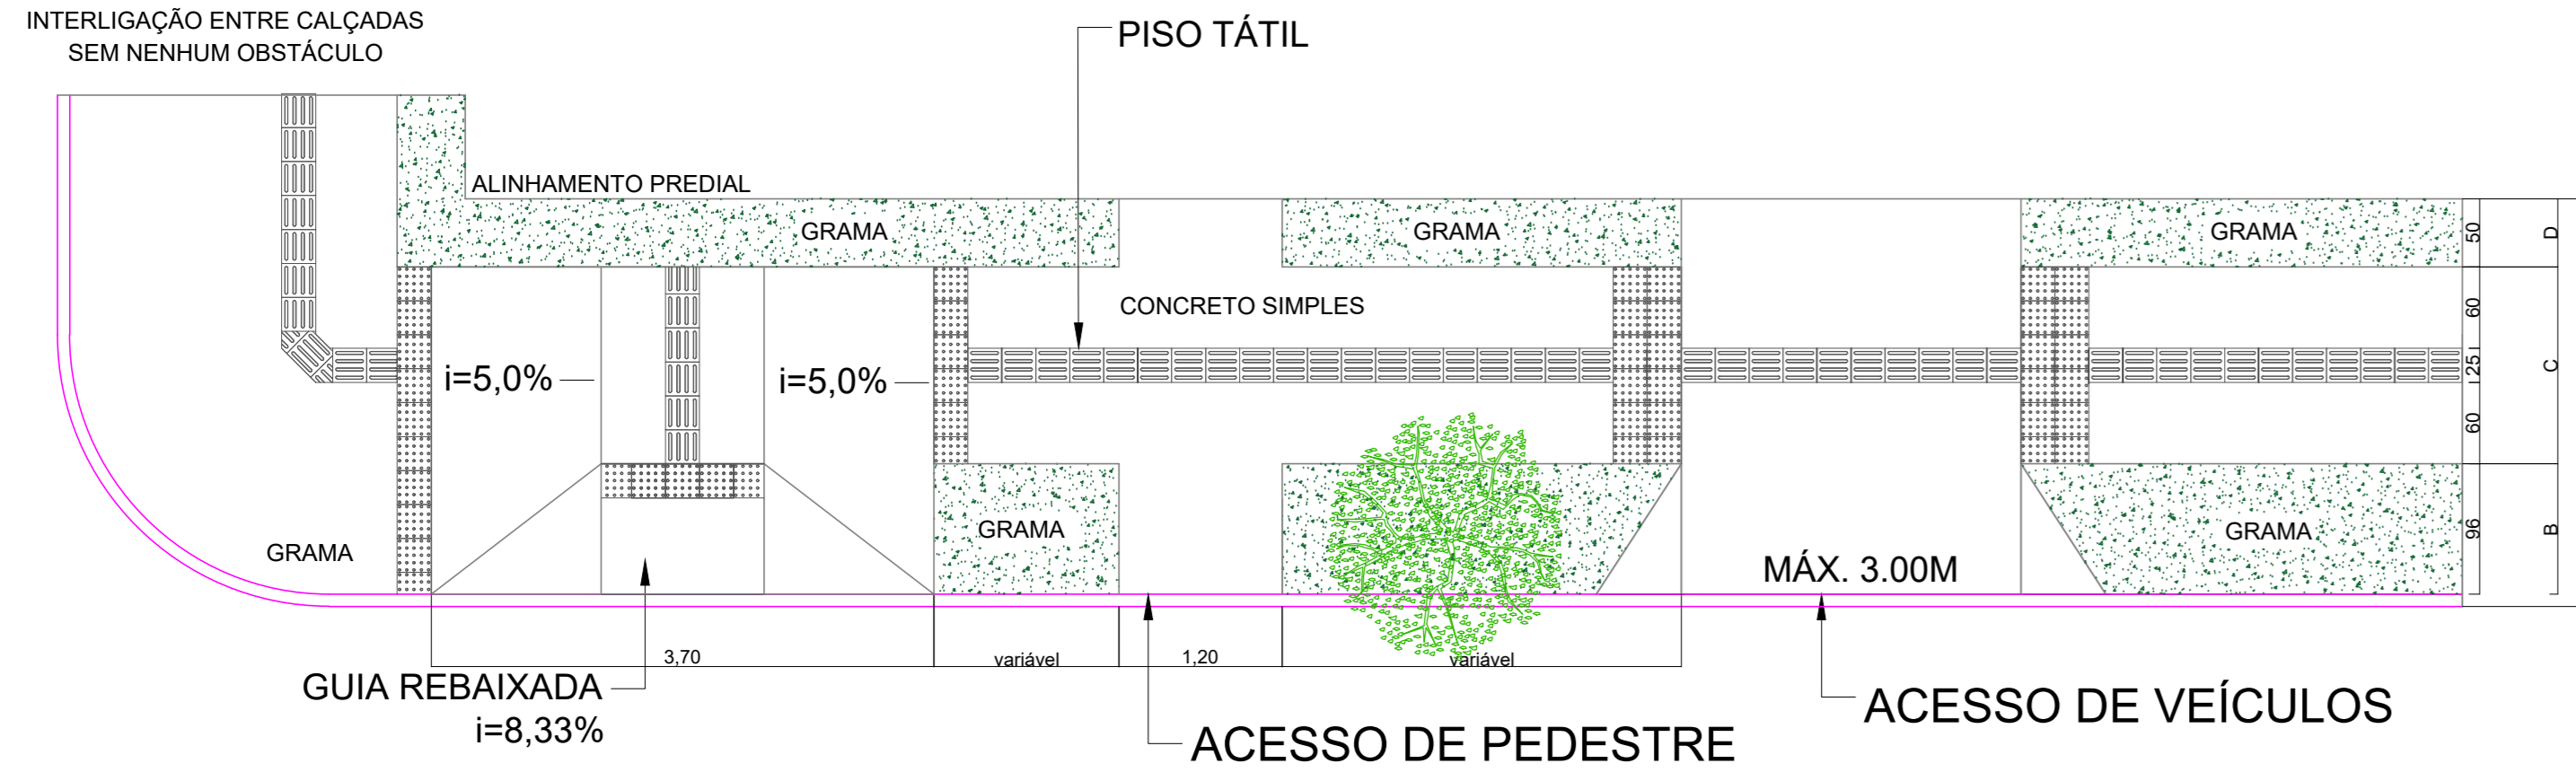 INTERLIGAÇÃO ENTRE CALÇADAS
SEM NENHUM OBSTÁCULO
PISO TÁTIL
ALINHAMENTO PREDIAL
GRAMA
GRAMA
GRAMA
50
D
CONCRETO SIMPLES
60
i=5,0%
i=5,0%
25
C
60
GRAMA
GRAMA
GRAMA
96
B
MÁX. 3.00M
3,70
variável
1,20
variável
GUIA REBAIXADA
i=8,33%
ACESSO DE PEDESTRE
ACESSO DE VEÍCULOS